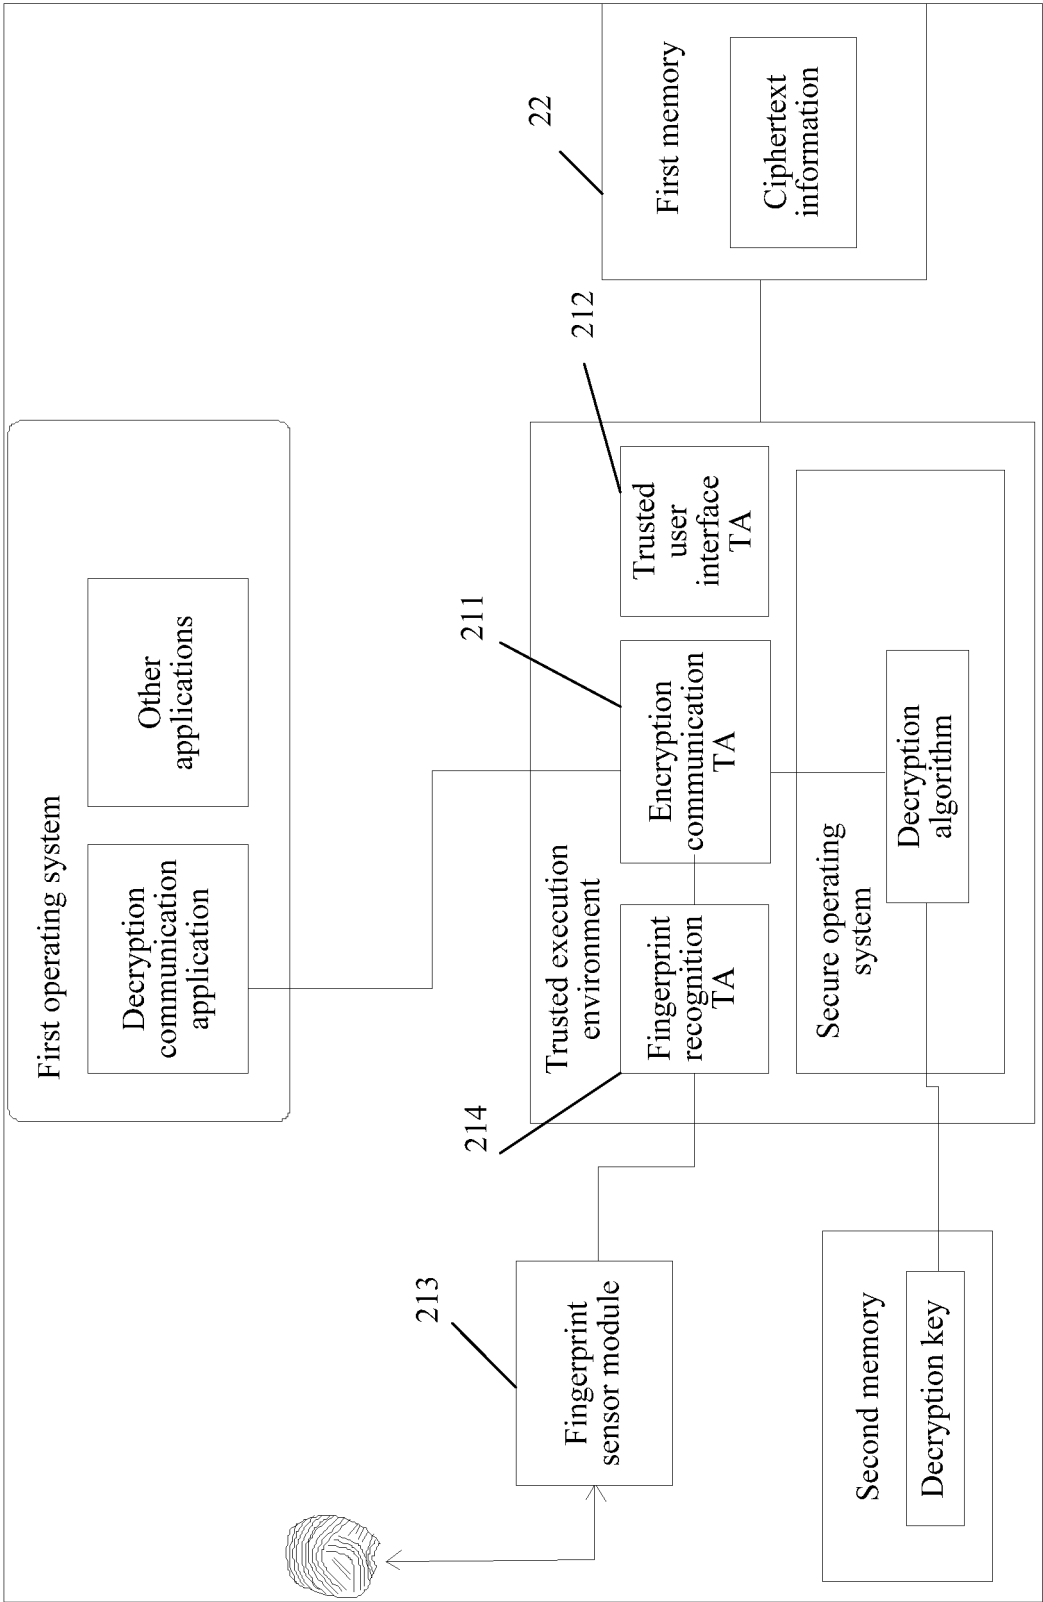 First operating system
Decryption
communication
application
Other
applications
213
214
211
212
22
Fingerprint
sensor module
Trusted execution
environment
Fingerprint
recognition
TA
Encryption
communication
TA
Trusted
user
interface
TA
First memory
Ciphertext
information
Secure operating
system
Decryption
algorithm
Second memory
Decryption key